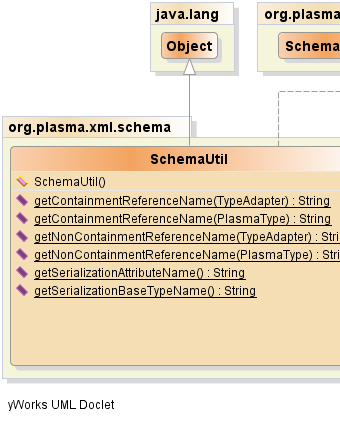 java.lang
org.plasma
Object
Schema
org.plasma.xml.schema
SchemaUtil
SchemaUtil()
getContainmentReferenceName(TypeAdapter) : String
getContainmentReferenceName(PlasmaType) : String
getNonContainmentReferenceName(TypeAdapter) : Stri
getNonContainmentReferenceName(PlasmaType) : Stri
getSerializationAttributeName() : String
getSerializationBaseTypeName() : String
yWorks UML Doclet